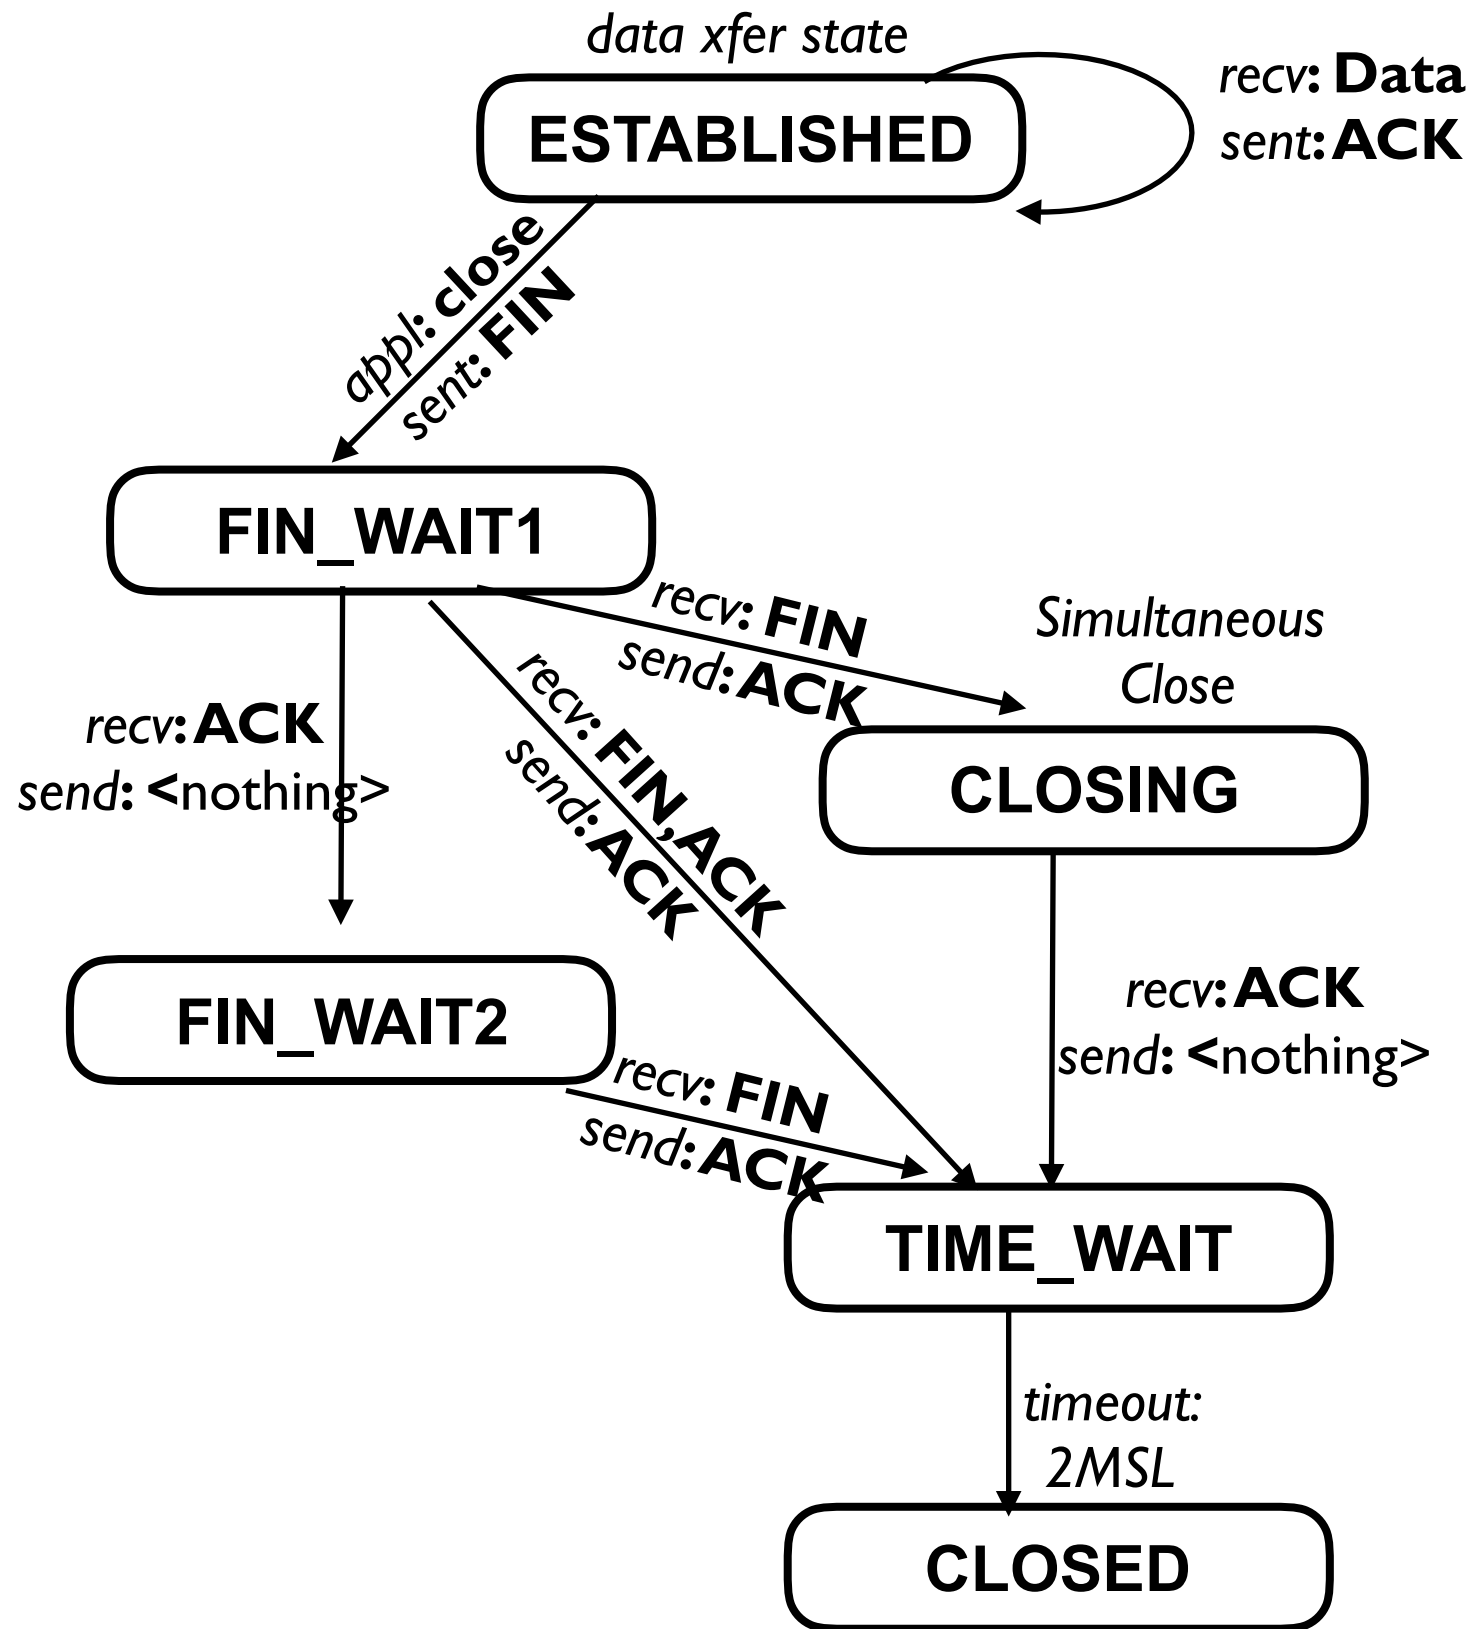 data xfer state
ESTABLISHED
recv: Data
sent: ACK
appl: close
sent: FIN
FIN_WAIT1
recv: FIN
send: ACK
Simultaneous
Close
recv: ACK
send: <nothing>
recv: FIN, ACK
send: ACK
CLOSING
FIN_WAIT2
recv: ACK
send: <nothing>
recv: FIN
send: ACK
TIME_WAIT
timeout:
2MSL
CLOSED